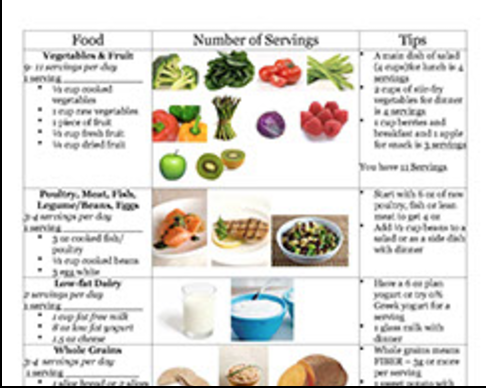 Food
Number of Servings
Tips
Vegetables & Fruit
9-11 servings per day
1 serving
½ cup cooked
vegetables
1 cup raw vegetables
1 piece of fruit
½ cup fresh fruit
¼ cup dried fruit
A main dish of salad
(4 cups) for lunch is 4
servings
2 cups of stir-fry
vegetables for dinner
is 4 servings
1 cup berries and
breakfast and 1 apple
for snack is 3 servings
You have 11 Servings
Poultry, Meat, Fish,
Legume/Beans, Eggs
3-4 servings per day
1 serving
3 oz cooked fish/
poultry
½ cup cooked beans
3 egg white
Start with 6 oz of raw
poultry, fish or lean
meat to get 4 oz
Add ½ cup beans to a
salad or as a side dish
with dinner
Low-fat Dairy
2 servings per day
1 serving
1 cup fat free milk
8 oz low fat yogurt
1.5 oz cheese
Have a 6 oz plan
yogurt or try 0%
Greek yogurt for a
serving
1 glass milk with
dinner
Whole Grains
3-4 servings per day
1 serving
1 slice bread or 2 slices
Whole grains means
FIBER – 3g or more
per serving
1 sweet potato with